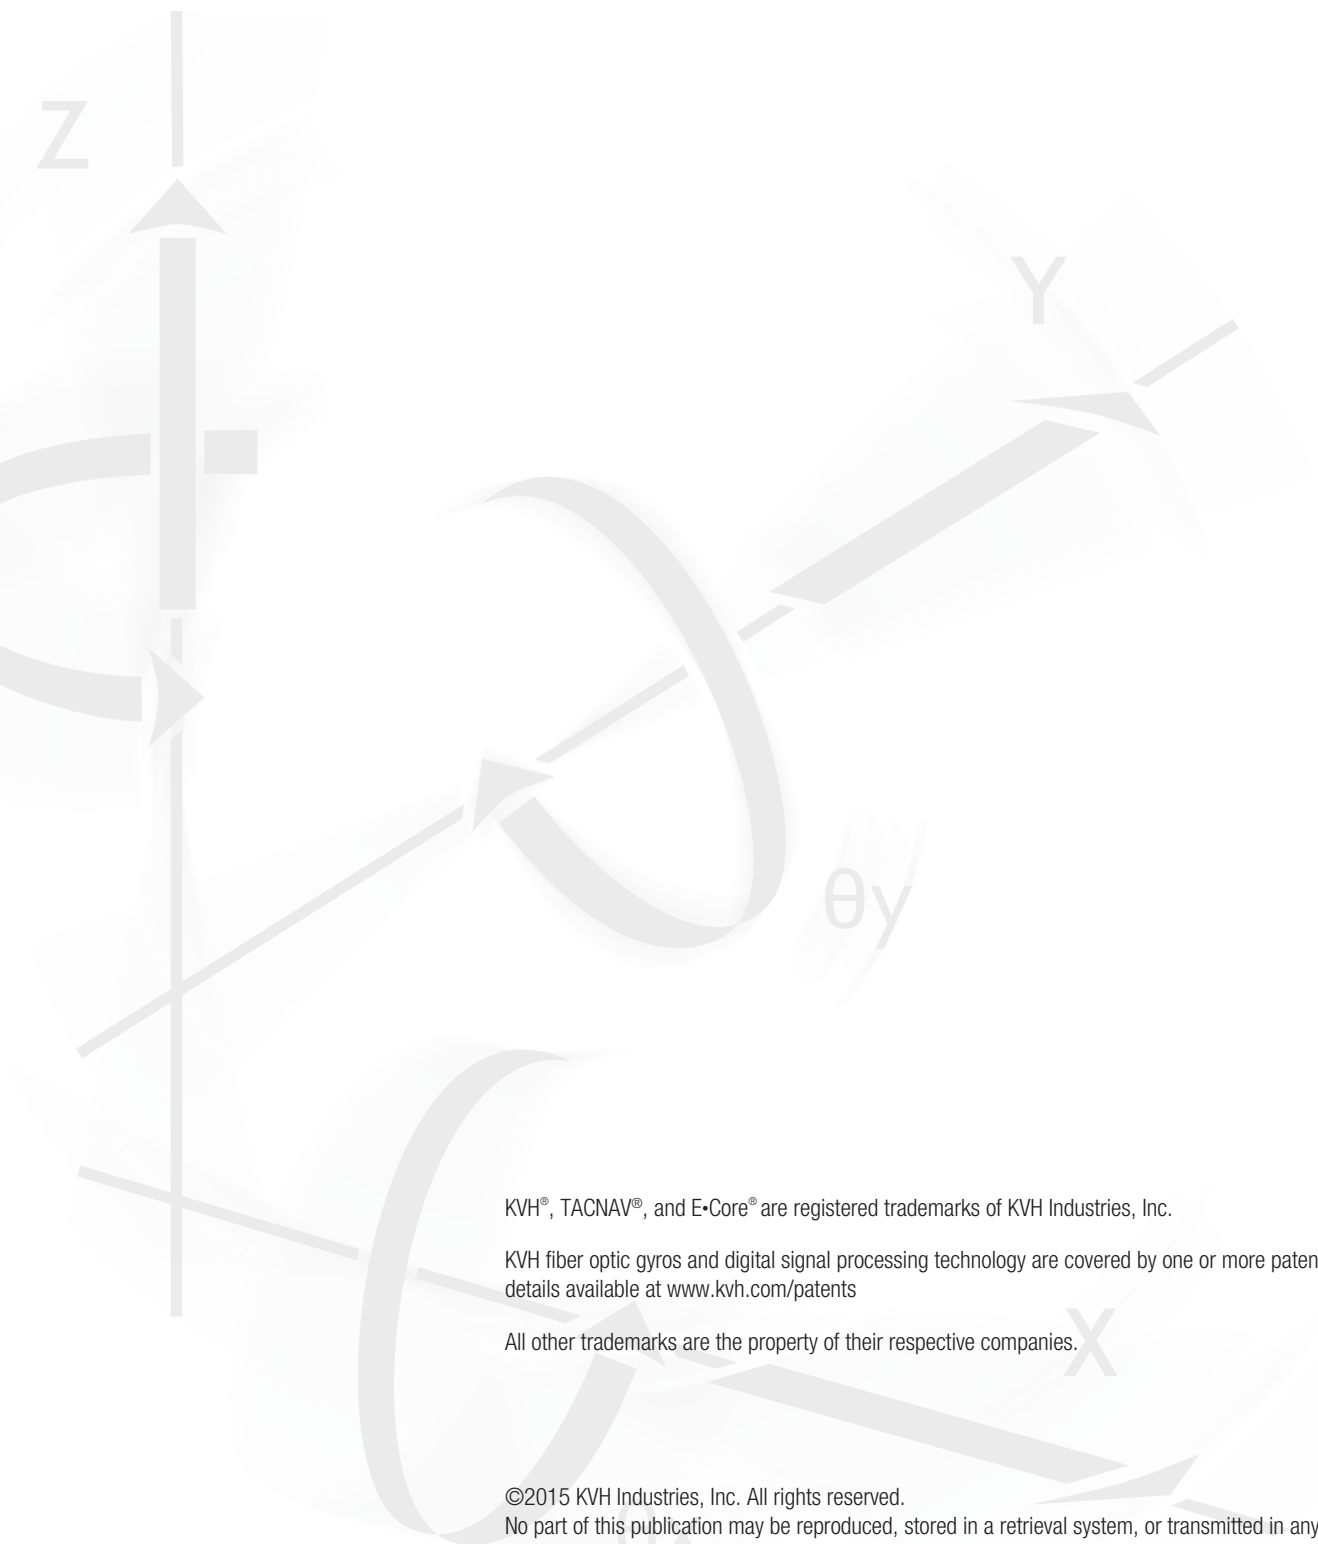 Z
Y
θy
KVH®, TACNAV®, and E•Core® are registered trademarks of KVH Industries, Inc.
KVH fiber optic gyros and digital signal processing technology are covered by one or more
details available at www.kvh.com/patents
X
All other trademarks are the property of their respective companies.
©2015 KVH Industries, Inc. All rights reserved.
No part of this publication may be reproduced, stored in a retrieval system, or transmitted in any